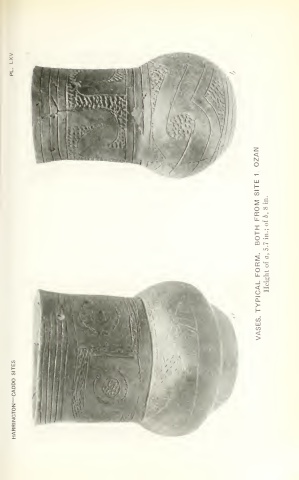 HARRINGTON—CADDO SITES
PL. LXV
a
b
VASES, TYPICAL FORM, BOTH FROM SITE 1 OZAN
Height of a, 5.7 in.; of b, 8 in.